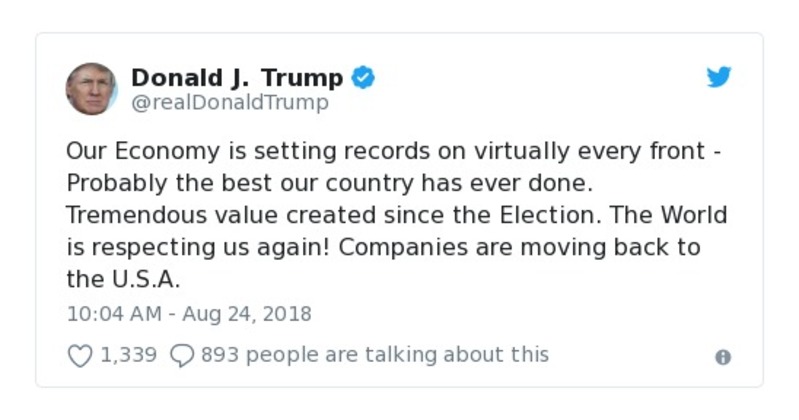 Donald J. Trump
@realDonaldTrump
Our Economy is setting records on virtually every front -
Probably the best our country has ever done.
Tremendous value created since the Election. The World
is respecting us again! Companies are moving back to
the U.S.A.
10:04 AM - Aug 24, 2018
1,339 893 people are talking about this